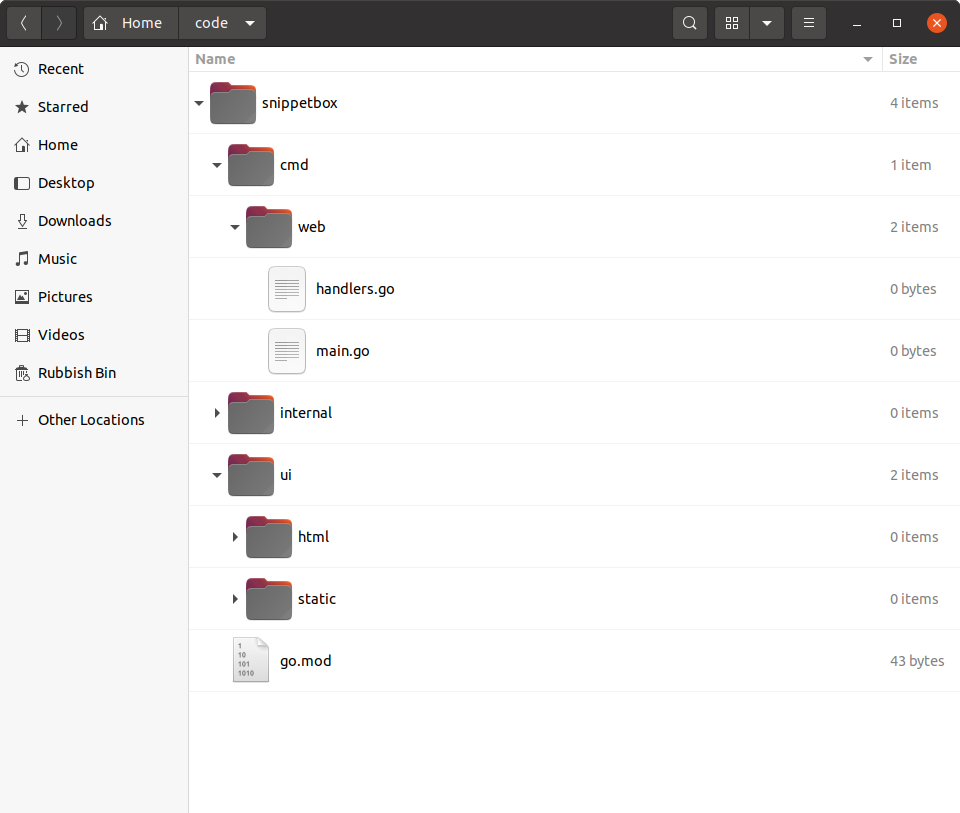 Home code
Name Size
Recent
Starred
Home
Desktop
Downloads
Music
Pictures
Videos
Rubbish Bin
Other Locations
snippetbox 4 items
cmd 1 item
web 2 items
handlers.go 0 bytes
main.go 0 bytes
internal 0 items
ui 2 items
html 0 items
static 0 items
1
10
101
1010
go.mod 43 bytes